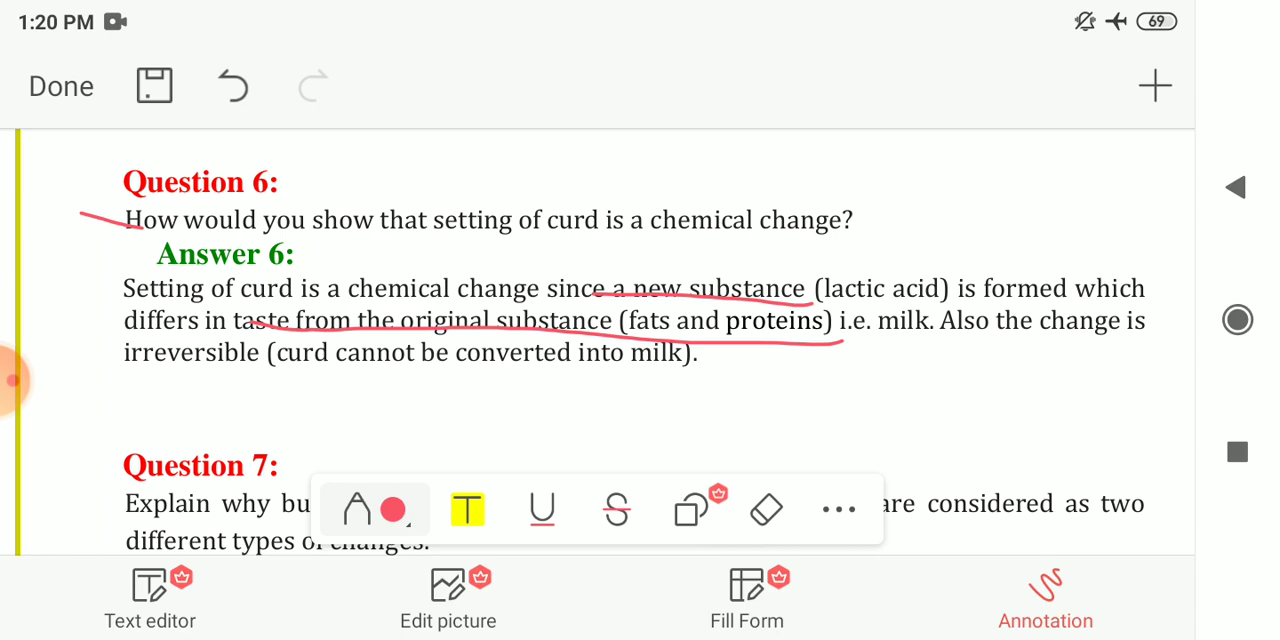 1:20 PM
69
Done
Question 6:
How would you show that setting of curd is a chemical change?
Answer 6:
Setting of curd is a chemical change since a new substance (lactic acid) is formed which
differs in taste from the original substance (fats and proteins) i.e. milk. Also the change is
irreversible (curd cannot be converted into milk).
Question 7:
Explain why bu are considered as two
different types of changes.
T
U
S
Text editor
Edit picture
Fill Form
Annotation